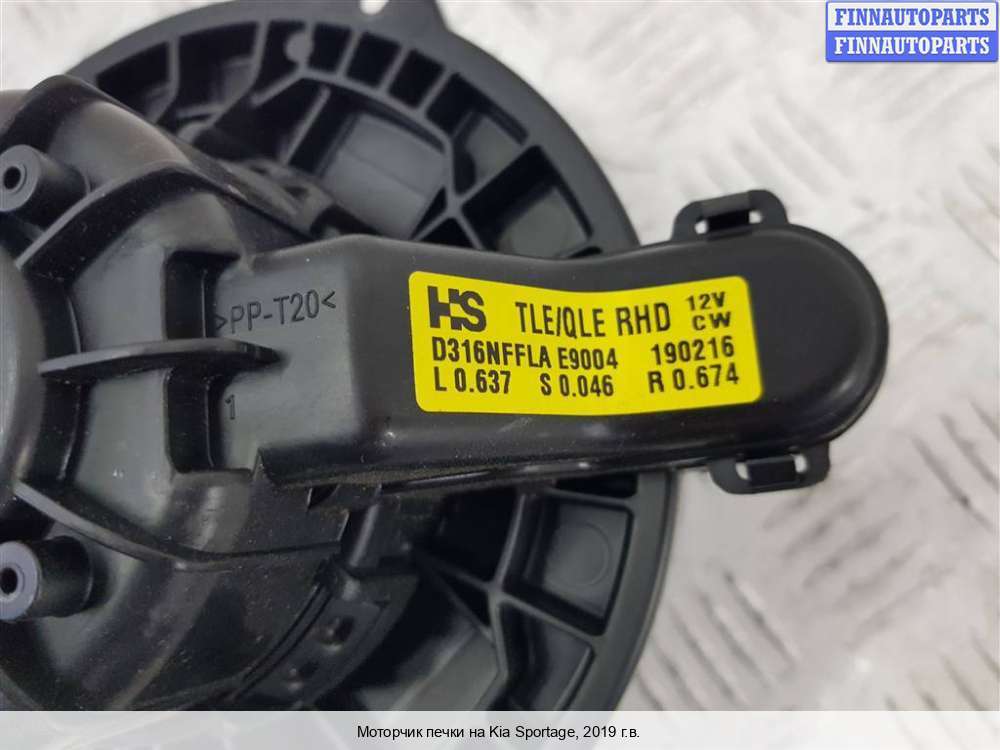 FINNAUTOPARTS
FINNAUTOPARTS
>PP-T20<
1
HS TLE/QLE RHD 12V CW
D316NFFLA E9004 190216
L 0.637 S 0.046 R 0.674
Моторчик печки на Kia Sportage, 2019 г.в.